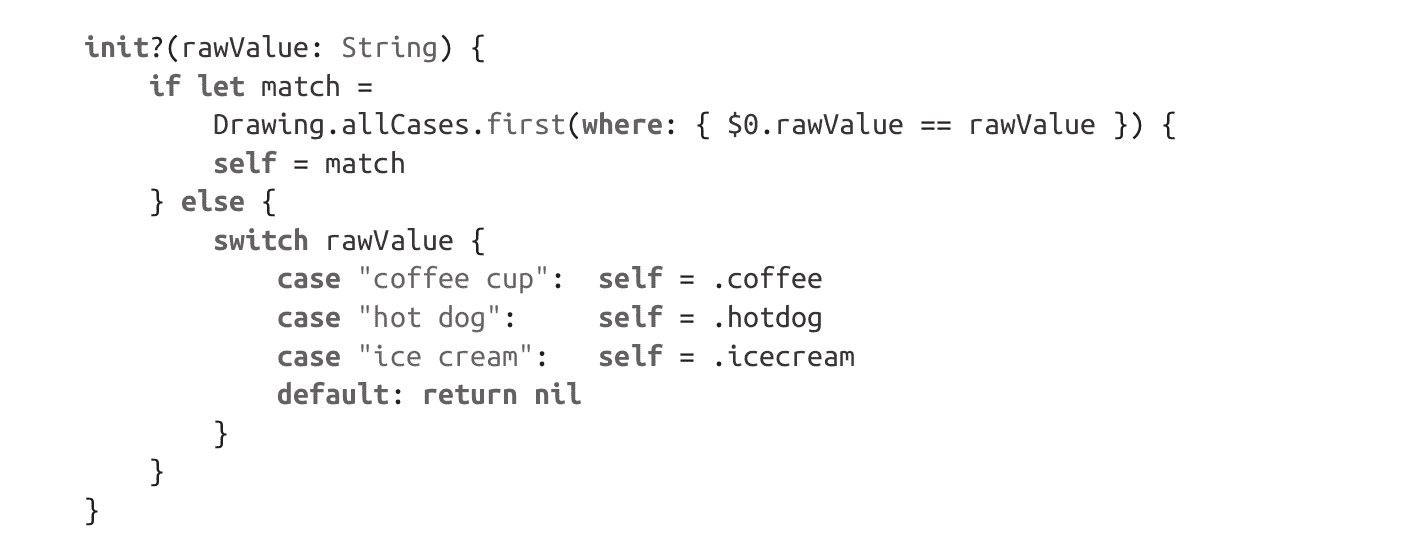 init?(rawValue: String) {
    if let match =
        Drawing.allCases.first(where: { $0.rawValue == rawValue }) {
        self = match
    } else {
        switch rawValue {
            case "coffee cup":  self = .coffee
            case "hot dog":     self = .hotdog
            case "ice cream":   self = .icecream
            default: return nil
        }
    }
}